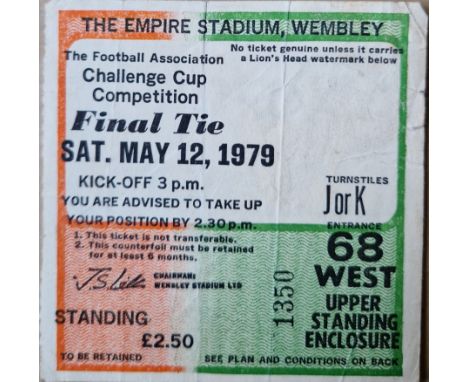 THE EMPIRE STADIUM, WEMBLEY
The Football Association
Challenge Cup
Competition
No ticket genuine unless it carries
a Lion's Head watermark below
Final Tie
SAT. MAY 12, 1979
KICK-OFF 3 p.m.
YOU ARE ADVISED TO TAKE UP
YOUR POSITION BY 2.30 p.m.
TURNSTILES
J or K
ENTRANCE
68
WEST
UPPER
STANDING
ENCLOSURE
1. This ticket is not transferable.
2. This counterfoil must be retained
for at least 6 months.
CHAIRMAN:
WEMBLEY STADIUM LTD
1350
STANDING
£2.50
TO BE RETAINED
SEE PLAN AND CONDITIONS ON BACK